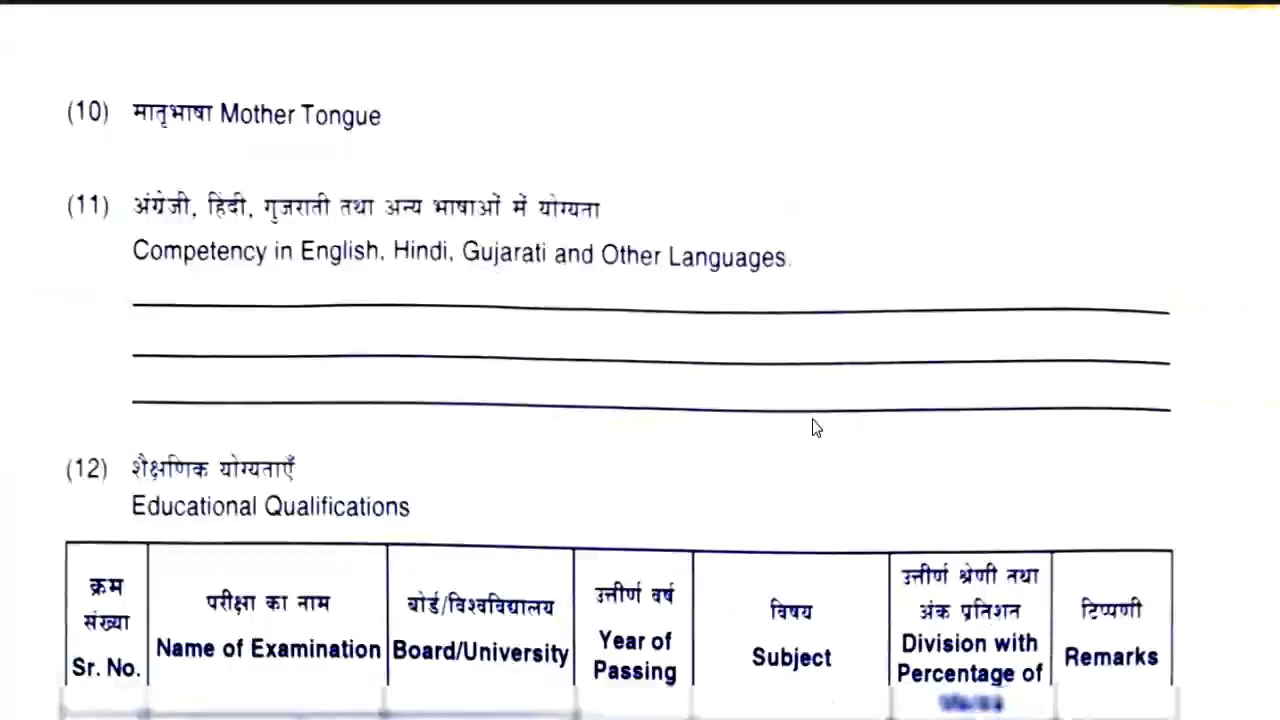 (10) मातृभाषा Mother Tongue
(11) अंग्रेजी, हिंदी, गुजराती तथा अन्य भाषाओं में योग्यता
Competency in English, Hindi, Gujarati and Other Languages.
(12) शैक्षणिक योग्यताएँ
Educational Qualifications
क्रम
संख्या
Sr. No.
परीक्षा का नाम
Name of Examination
बोर्ड/विश्वविद्यालय
Board/University
उत्तीर्ण वर्ष
Year of
Passing
विषय
Subject
उत्तीर्ण श्रेणी तथा
अंक प्रतिशत
Division with
Percentage of
टिप्पणी
Remarks